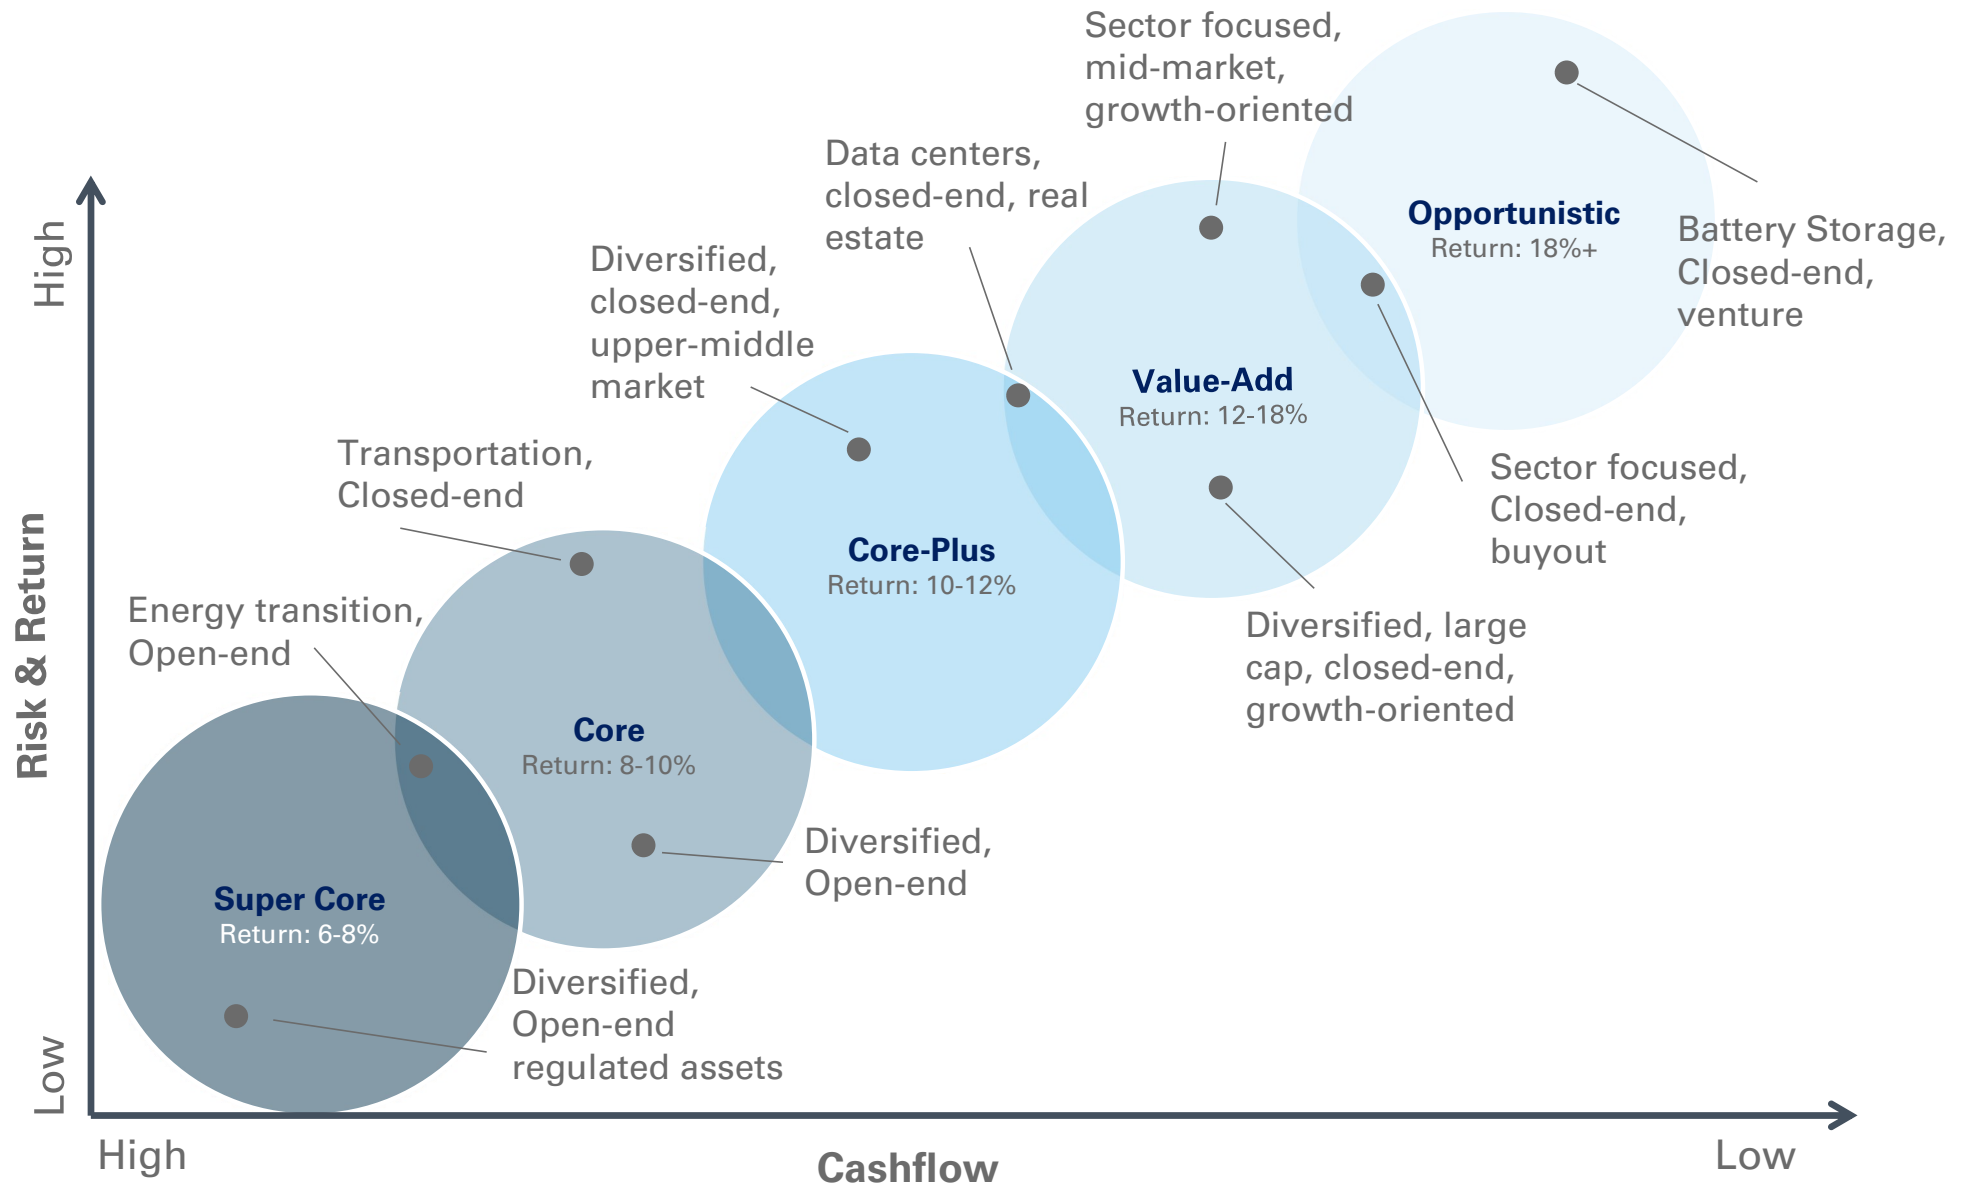 Sector focused,
mid-market,
growth-oriented
Data centers,
closed-end, real
estate
Opportunistic
Return: 18%+
Battery Storage,
Closed-end,
venture
High
Diversified,
closed-end,
upper-middle
market
Value-Add
Return: 12-18%
Transportation,
Closed-end
Sector focused,
Closed-end,
buyout
Risk & Return
Core-Plus
Return: 10-12%
Energy transition,
Open-end
Diversified, large
cap, closed-end,
growth-oriented
Core
Return: 8-10%
Diversified,
Open-end
Super Core
Return: 6-8%
Diversified,
Open-end
regulated assets
Low
High
Cashflow
Low